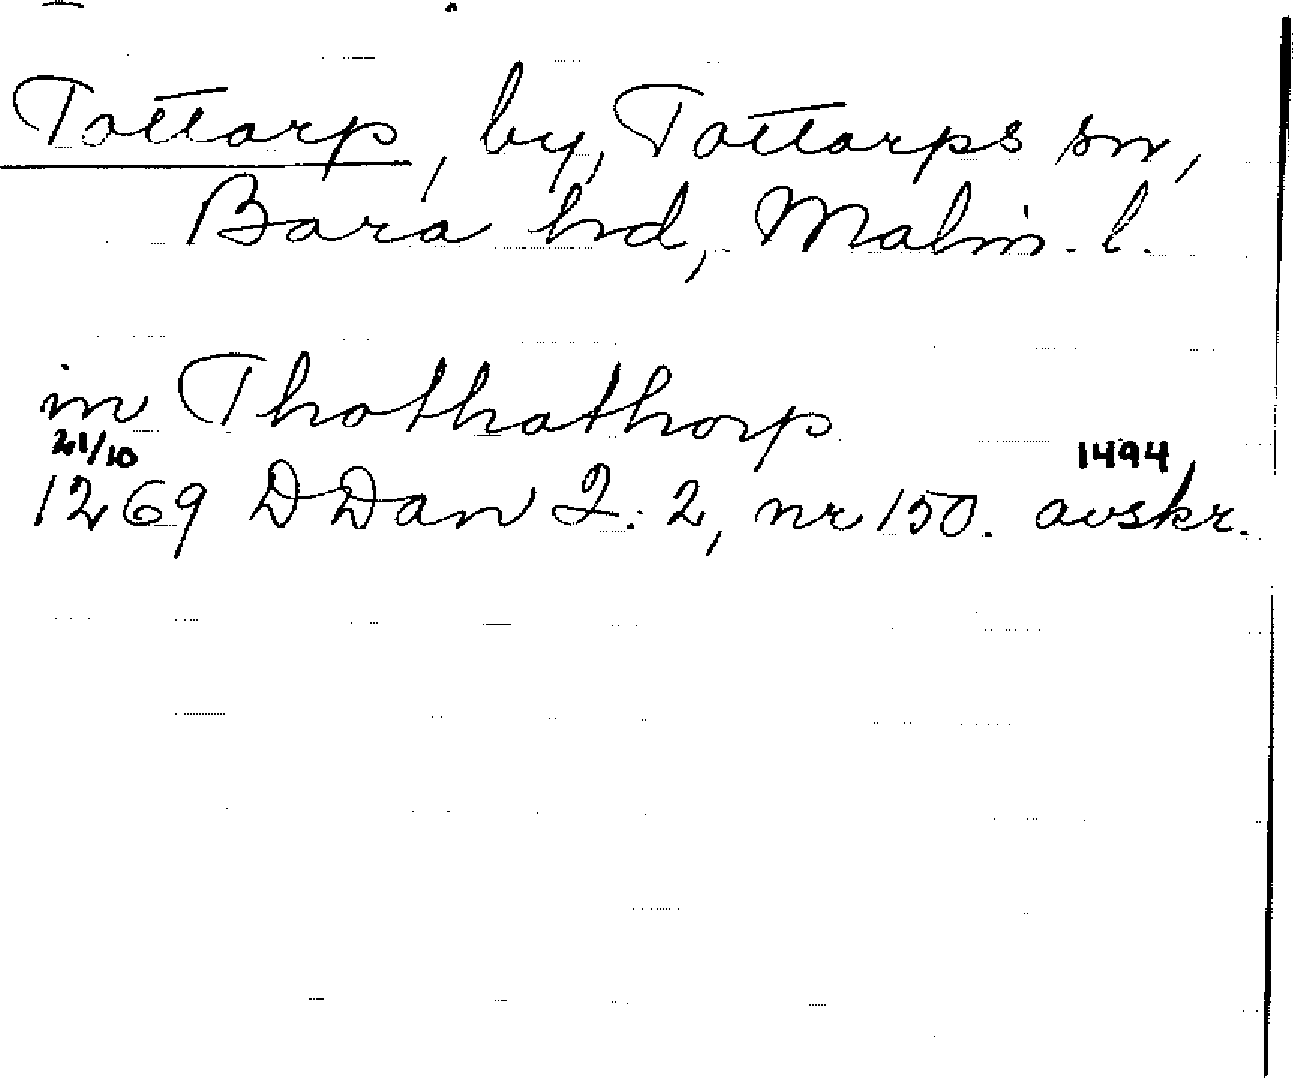 Tottarp, by, Tottarps sn,
Bara hd, Malm. l.
in Thothathorp
21/10
1494
1269 DDan 2:2, nr 150. avskr.